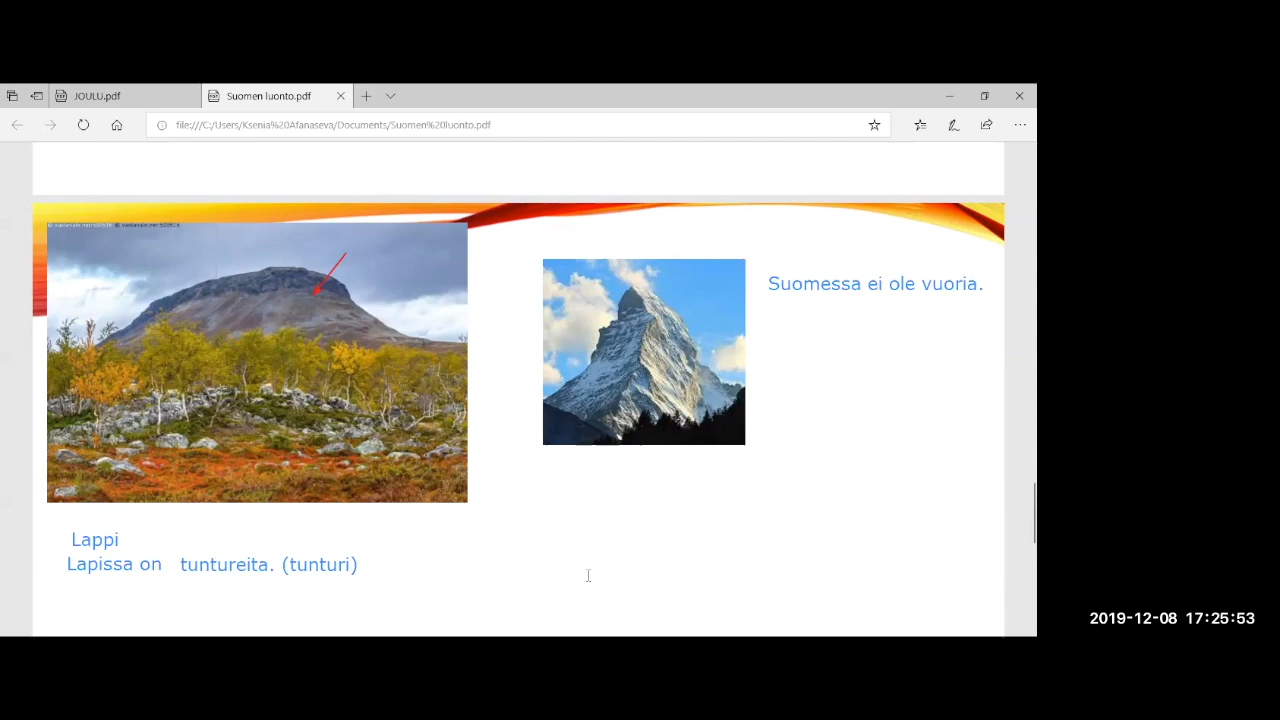 JOULU.pdf
Suomen luonto.pdf
file:///C:/Users/Ksenia%20Afanaseva/Documents/Suomen%20luonto.pdf
Suomessa ei ole vuoria.
Lappi
Lapissa on tuntureita. (tunturi)
2019-12-08 17:25:53